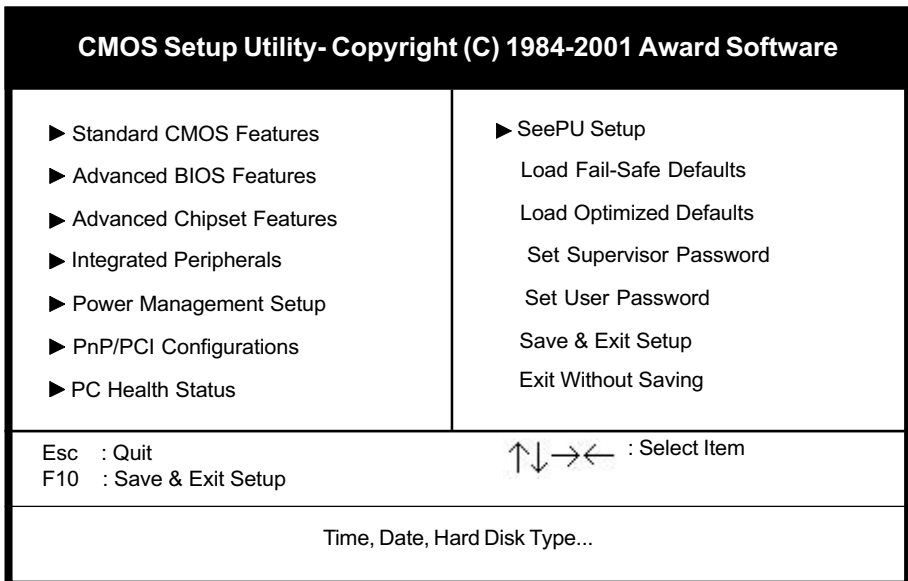 CMOS Setup Utility- Copyright (C) 1984-2001 Award Software
▶ Standard CMOS Features
▶ Advanced BIOS Features
▶ Advanced Chipset Features
▶ Integrated Peripherals
▶ Power Management Setup
▶ PnP/PCI Configurations
▶ PC Health Status
▶ SeePU Setup
Load Fail-Safe Defaults
Load Optimized Defaults
Set Supervisor Password
Set User Password
Save & Exit Setup
Exit Without Saving
Esc : Quit
F10 : Save & Exit Setup
↑↓→← : Select Item
Time, Date, Hard Disk Type...